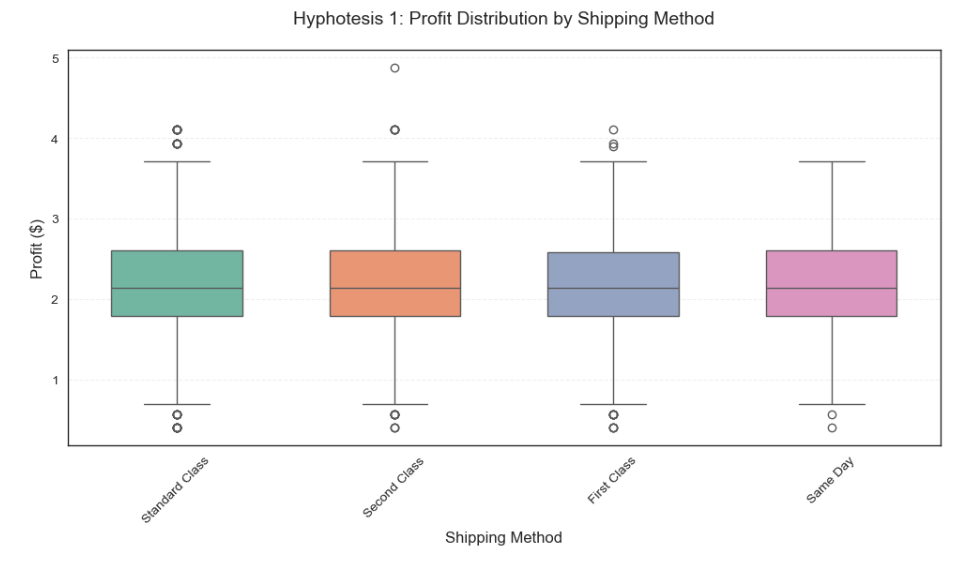 Hyphotesis 1: Profit Distribution by Shipping Method
5
4
3
2
1
Profit ($)
Standard Class
Second Class
First Class
Same Day
Shipping Method